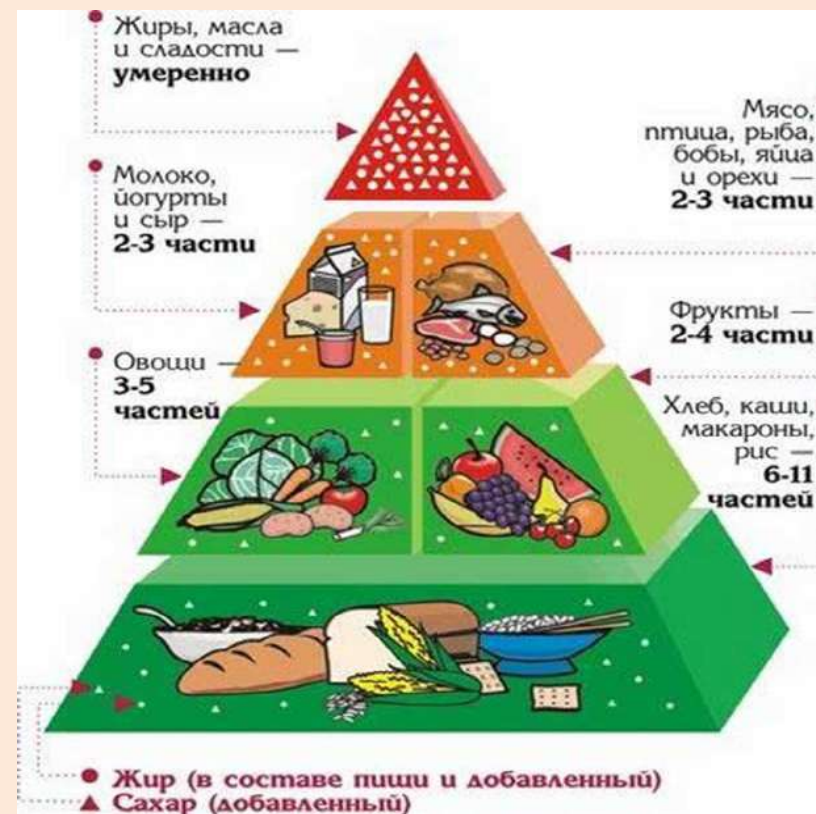 Жиры, масла
и сладости —
умеренно
Мясо,
птица, рыба,
бобы, яйца
и орехи —
2-3 части
Молоко,
йогурты
и сыр —
2-3 части
Фрукты —
2-4 части
Овощи —
3-5
частей
Хлеб, каши,
макароны,
рис —
6-11
частей
Жир (в составе пищи и добавленный)
Сахар (добавленный)